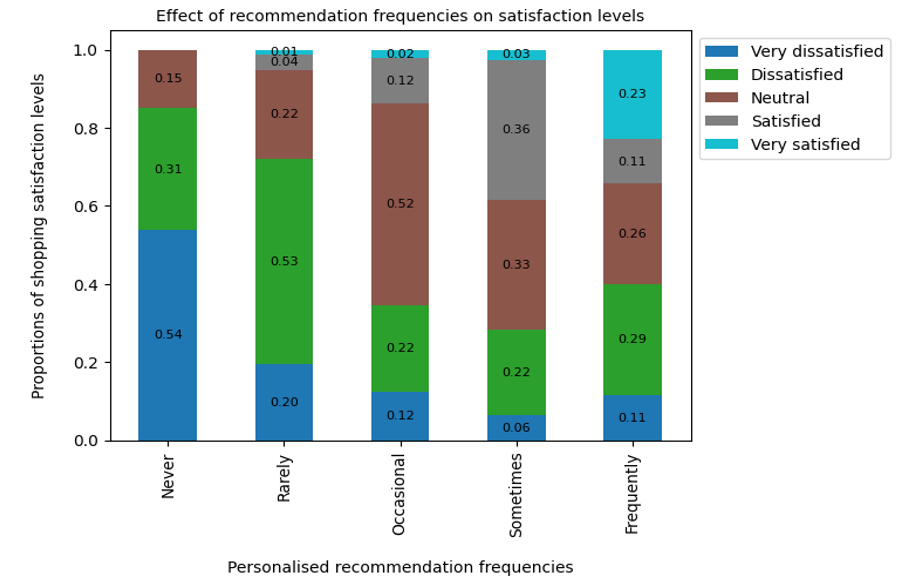 Effect of recommendation frequencies on satisfaction levels
Proportions of shopping satisfaction levels
1.0
0.8
0.6
0.4
0.2
0.0
0.15
0.31
0.54
0.01
0.04
0.22
0.53
0.20
0.02
0.12
0.52
0.22
0.12
0.03
0.36
0.33
0.22
0.06
0.23
0.11
0.26
0.29
0.11
Very dissatisfied
Dissatisfied
Neutral
Satisfied
Very satisfied
Never
Rarely
Occasional
Sometimes
Frequently
Personalised recommendation frequencies